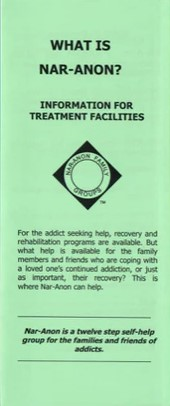 WHAT IS
NAR-ANON?
INFORMATION FOR
TREATMENT FACILITIES
NAR-ANON FAMILY
GROUPS
TM
For the addict seeking help, recovery and
rehabilitation programs are available. But
what help is available for the family
members and friends who are coping with
a loved one's continued addiction, or just
as important, their recovery? This is
where Nar-Anon can help.
Nar-Anon is a twelve step self-help
group for the families and friends of
addicts.